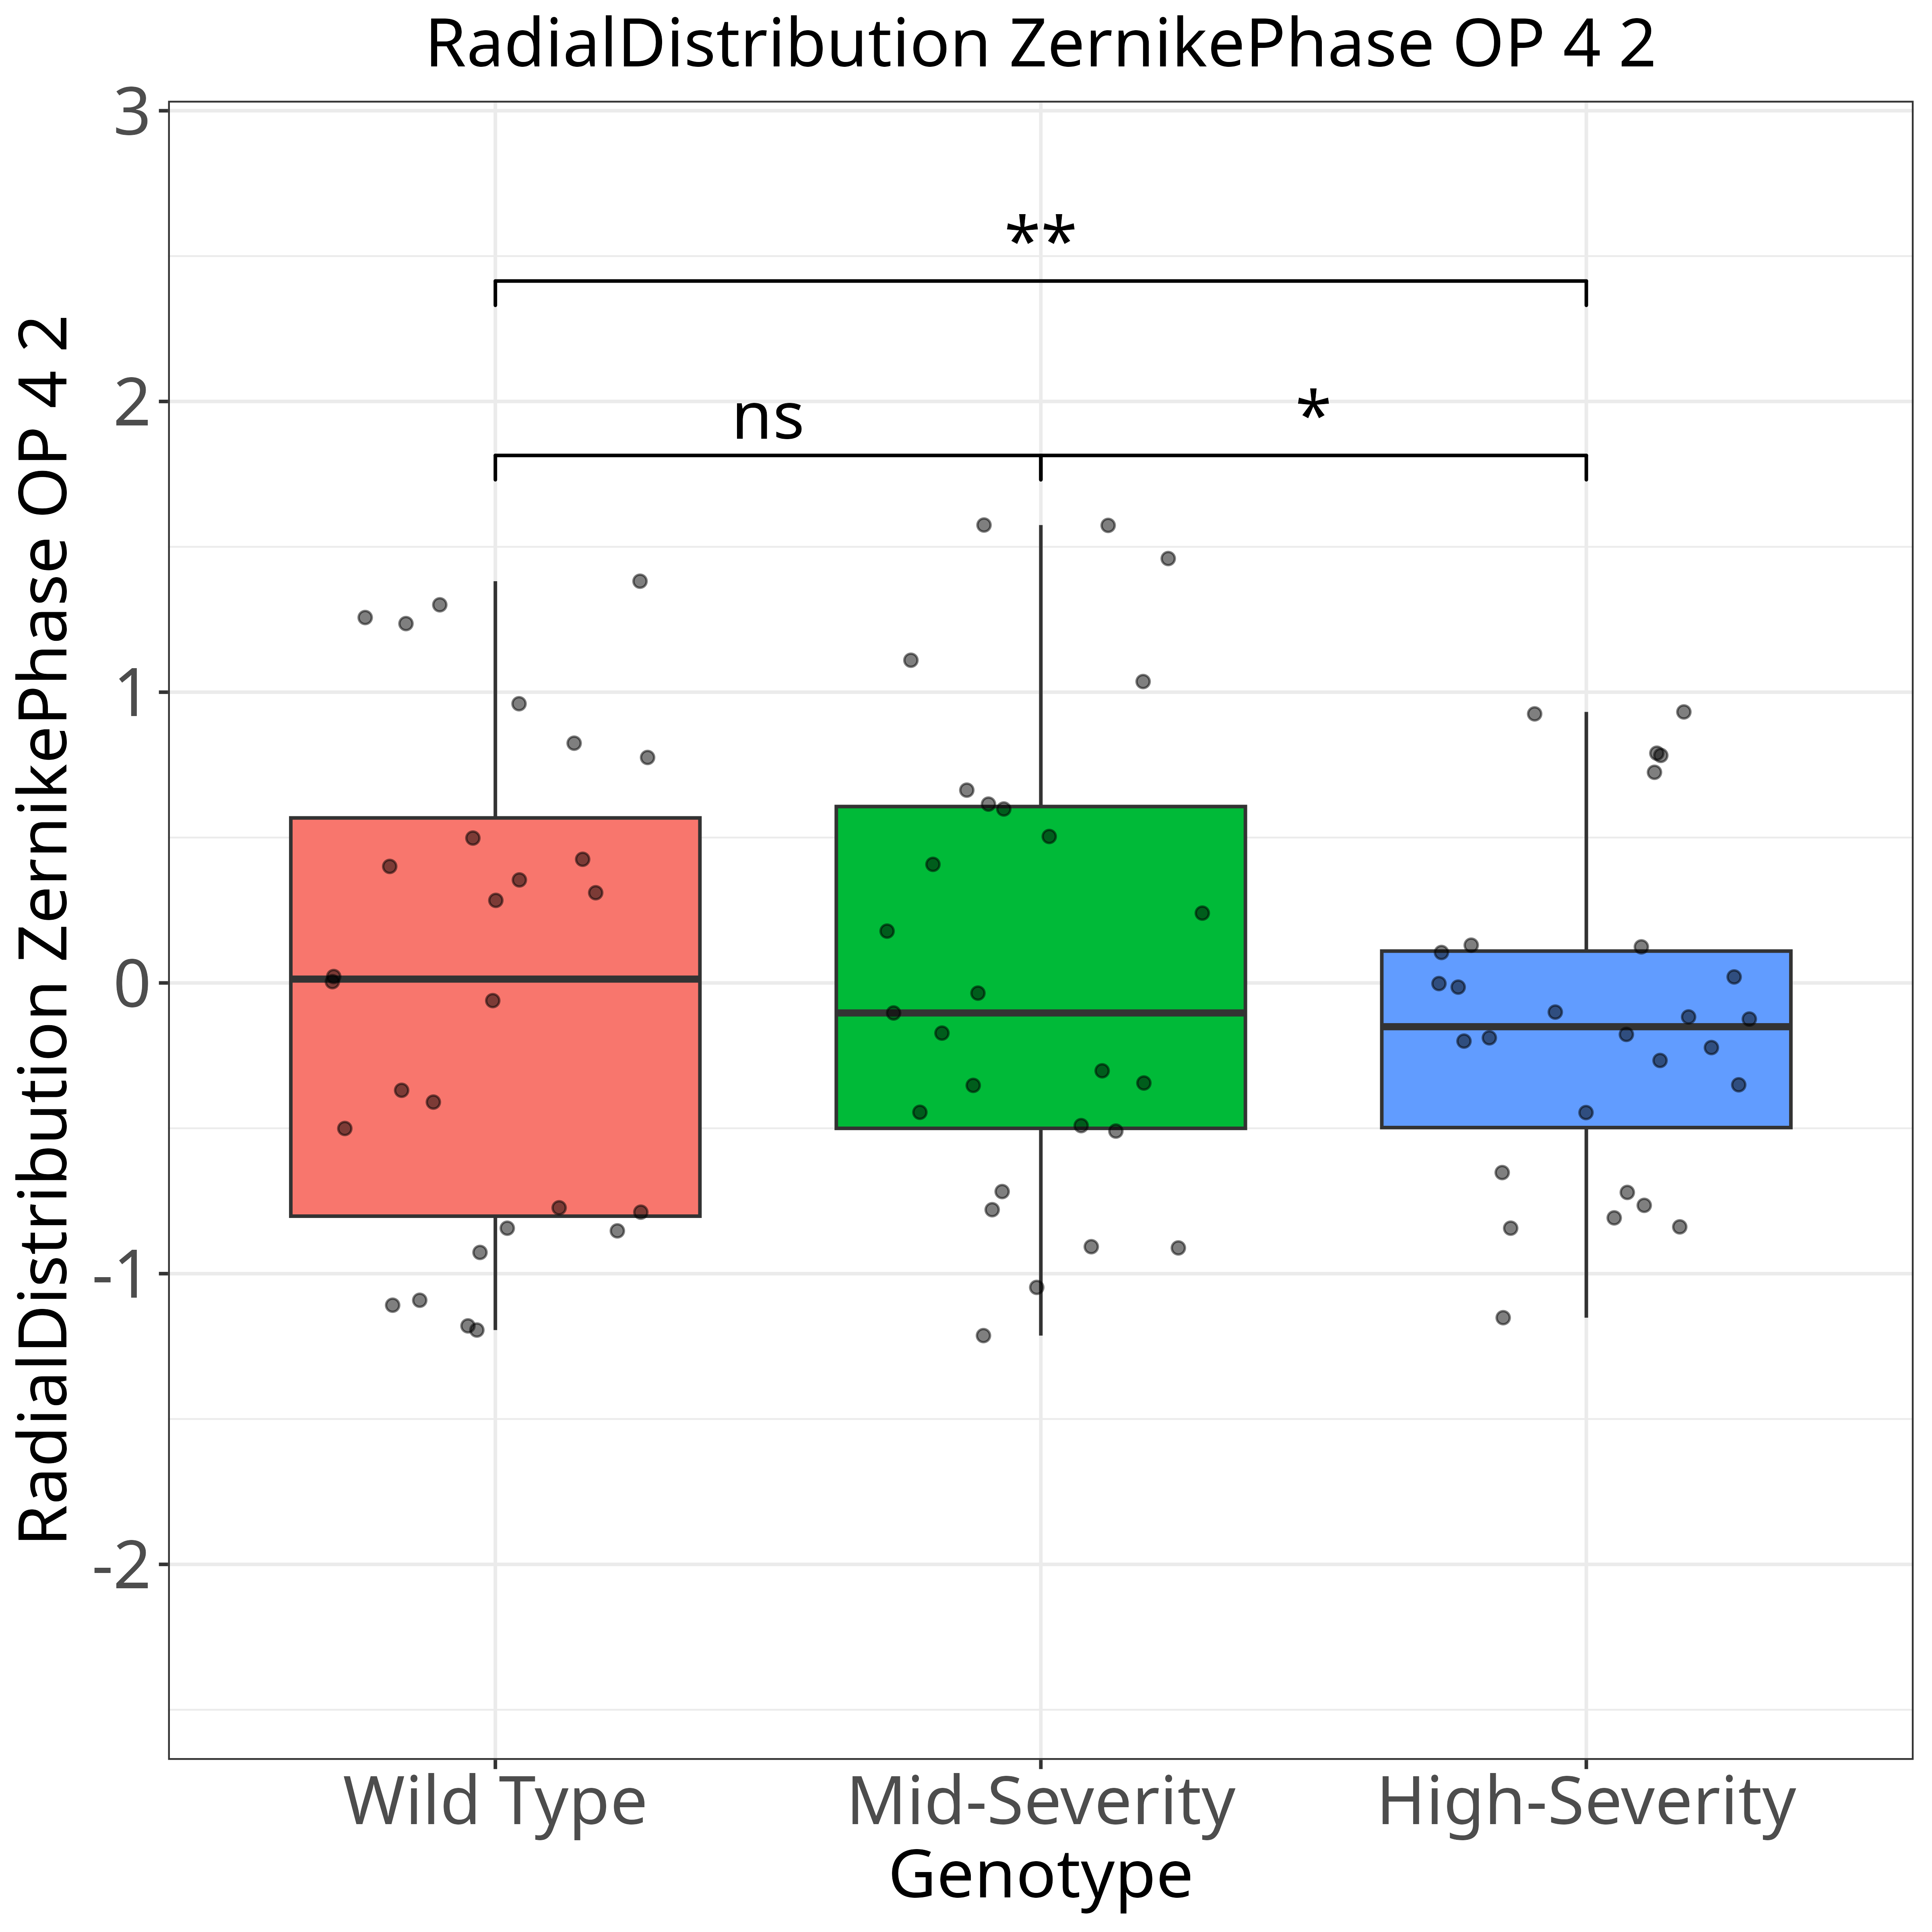 RadialDistribution ZernikePhase OP 4 2
RadialDistribution ZernikePhase OP 4 2
3
2
1
0
-1
-2
**
ns
*
Wild Type
Mid-Severity
High-Severity
Genotype